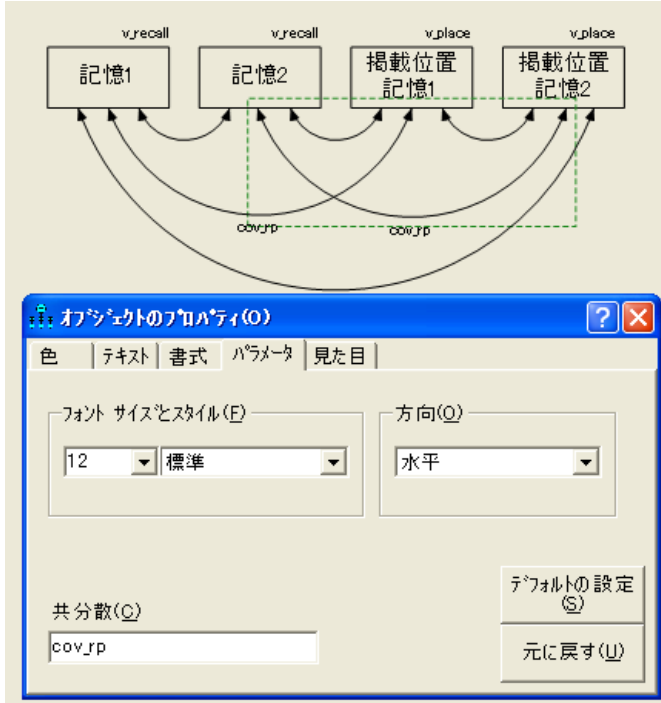 v_recall
v_recall
v_place
v_place
記憶1
記憶2
掲載位置
記憶1
掲載位置
記憶2
cov_rp
cov_rp
オブジェクトのプロパティ(O)
色
テキスト
書式
パラメータ
見た目
フォント サイズとスタイル(F)
方向(O)
12
標準
水平
共分散(C)
cov_rp
デフォルトの設定
(S)
元に戻す(U)